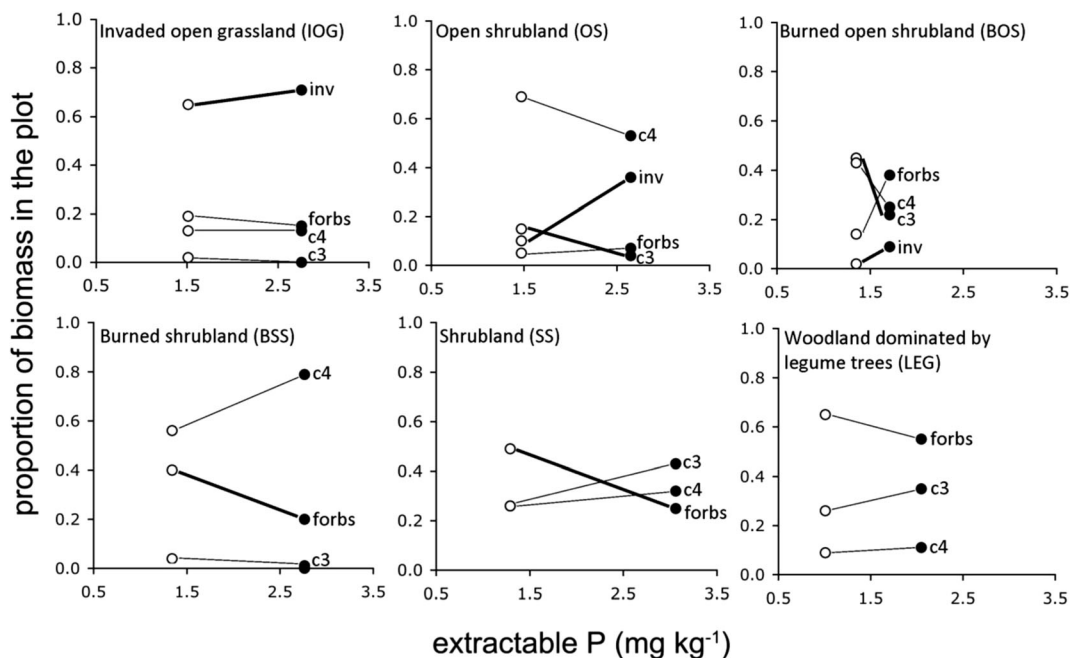 proportion of biomass in the plot
Invaded open grassland (IOG)
1.0
0.8
0.6
0.4
0.2
0.0
inv
forbs
c4
c3
0.5
1.5
2.5
3.5
Open shrubland (OS)
1.0
0.8
0.6
0.4
0.2
0.0
c4
inv
forbs
c3
0.5
1.5
2.5
3.5
Burned open shrubland (BOS)
1.0
0.8
0.6
0.4
0.2
0.0
forbs
c4
c3
inv
0.5
1.5
2.5
3.5
Burned shrubland (BSS)
1.0
0.8
0.6
0.4
0.2
0.0
c4
forbs
c3
0.5
1.5
2.5
3.5
Shrubland (SS)
1.0
0.8
0.6
0.4
0.2
0.0
c3
c4
forbs
0.5
1.5
2.5
3.5
Woodland dominated by
legume trees (LEG)
1.0
0.8
0.6
0.4
0.2
0.0
forbs
c3
c4
0.5
1.5
2.5
3.5
extractable P (mg kg⁻¹)